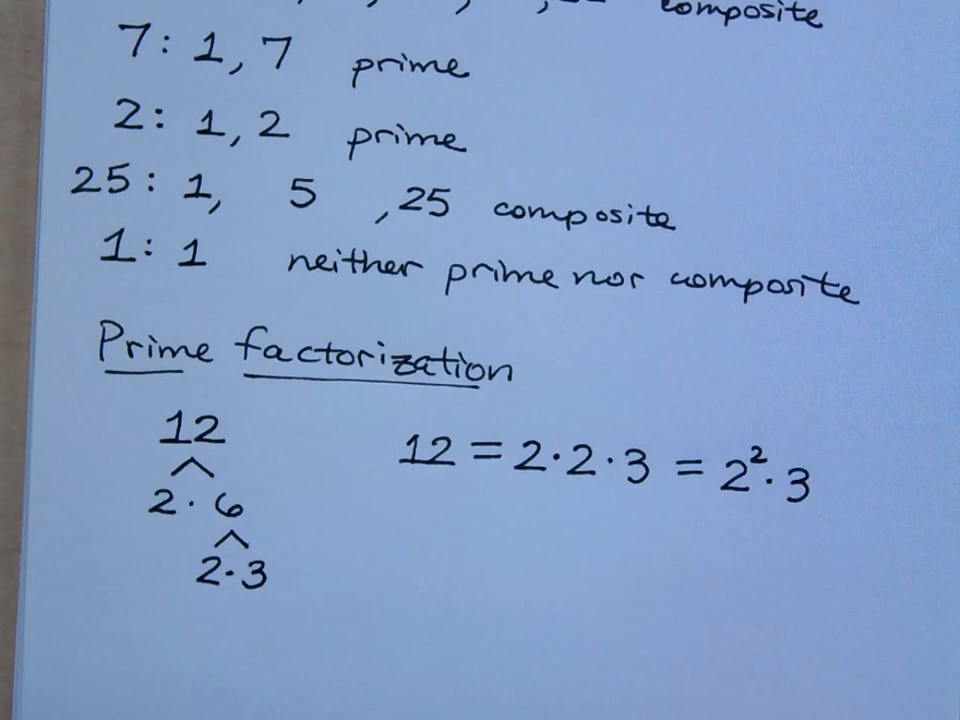 composite
7: 1, 7 prime
2: 1, 2 prime
25: 1, 5 , 25 composite
1: 1 neither prime nor composite
Prime factorization
12
12 = 2·2·3 = 2²·3
2·6
2·3